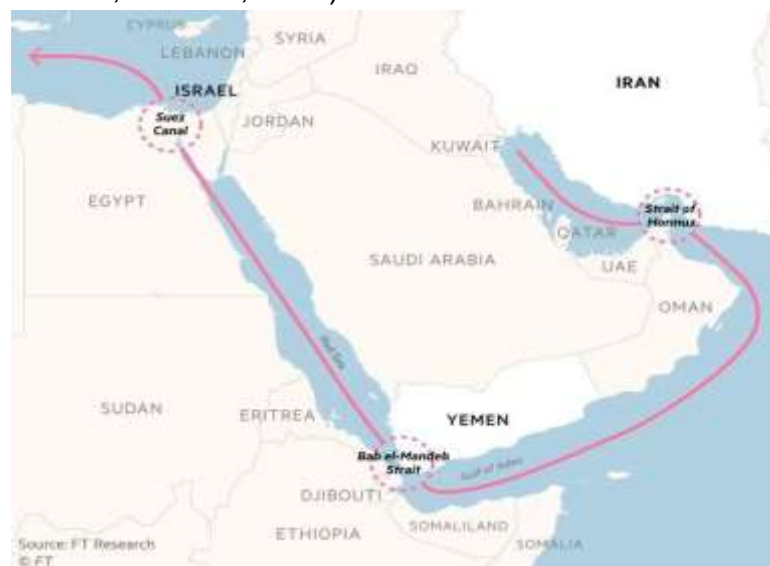 CYPRUS
SYRIA
LEBANON
IRAQ
IRAN
ISRAEL
Suez
Canal
JORDAN
KUWAIT
EGYPT
BAHRAIN
Strait of
Hormuz
QATAR
SAUDI ARABIA
UAE
OMAN
Red Sea
SUDAN
ERITREA
YEMEN
Bab el-Mandeb
Strait
Gulf of Aden
DJIBOUTI
SOMALILAND
ETHIOPIA
SOMALIA
Source: FT Research
© FT